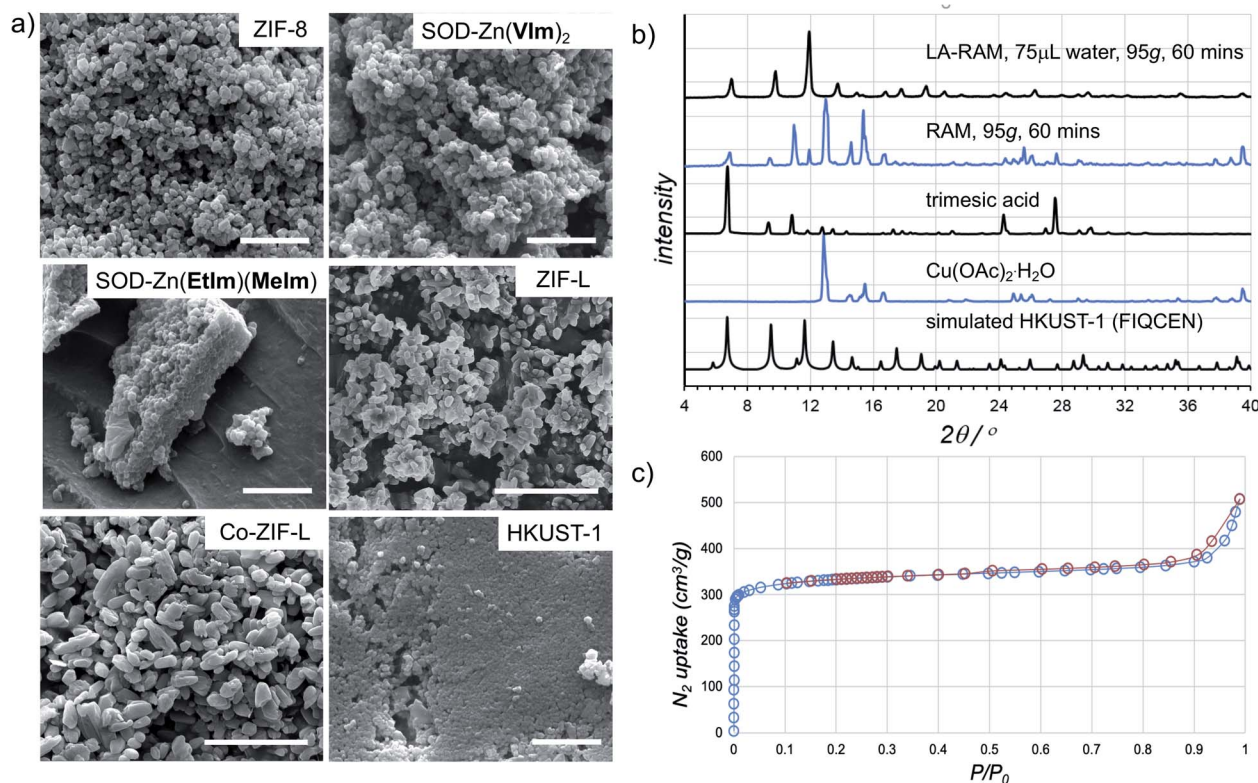 a)
ZIF-8
SOD-Zn(VIm)₂
SOD-Zn(EtIm)(MeIm)
ZIF-L
Co-ZIF-L
HKUST-1
b)
LA-RAM, 75μL water, 95g, 60 mins
RAM, 95g, 60 mins
trimesic acid
Cu(OAc)₂·H₂O
simulated HKUST-1 (FIQCEN)
intensity
4 8 12 16 20 24 28 32 36 40
2θ/°
c)
600
500
400
300
200
100
0
N₂ uptake (cm³/g)
0 0.1 0.2 0.3 0.4 0.5 0.6 0.7 0.8 0.9 1
P/P₀